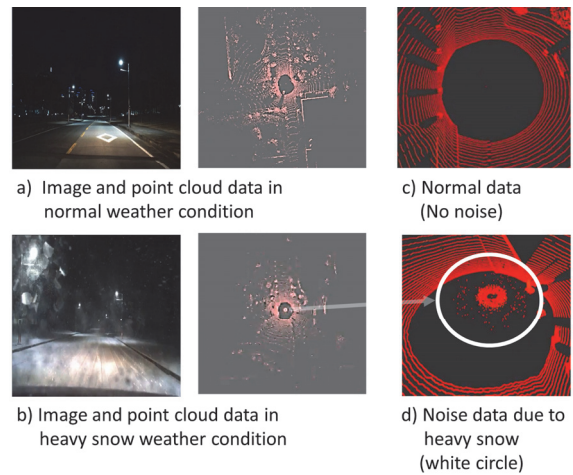 a) Image and point cloud data in
normal weather condition
c) Normal data
(No noise)
b) Image and point cloud data in
heavy snow weather condition
d) Noise data due to
heavy snow
(white circle)